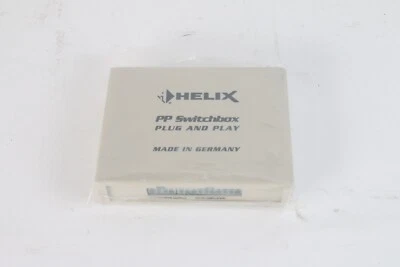 HELIX
PP Switchbox
PLUG AND PLAY
MADE IN GERMANY